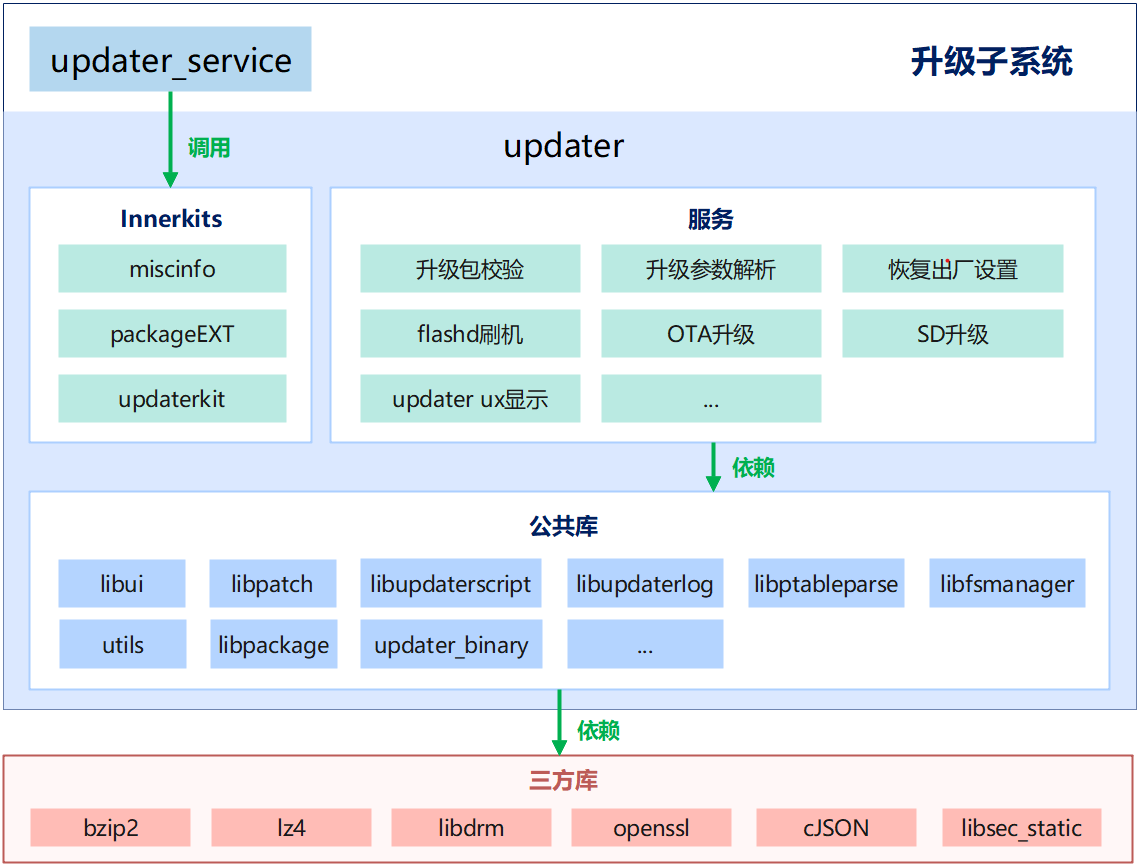 updater_service
升级子系统
调用
updater
Innerkits
miscinfo
packageEXT
updaterkit
服务
升级包校验
升级参数解析
恢复出厂设置
flashd刷机
OTA升级
SD升级
updater ux显示
...
依赖
公共库
libui
libpatch
libupdaterscript
libupdaterlog
libptableparse
libfsmanager
utils
libpackage
updater_binary
...
依赖
三方库
bzip2
lz4
libdrm
openssl
cJSON
libsec_static